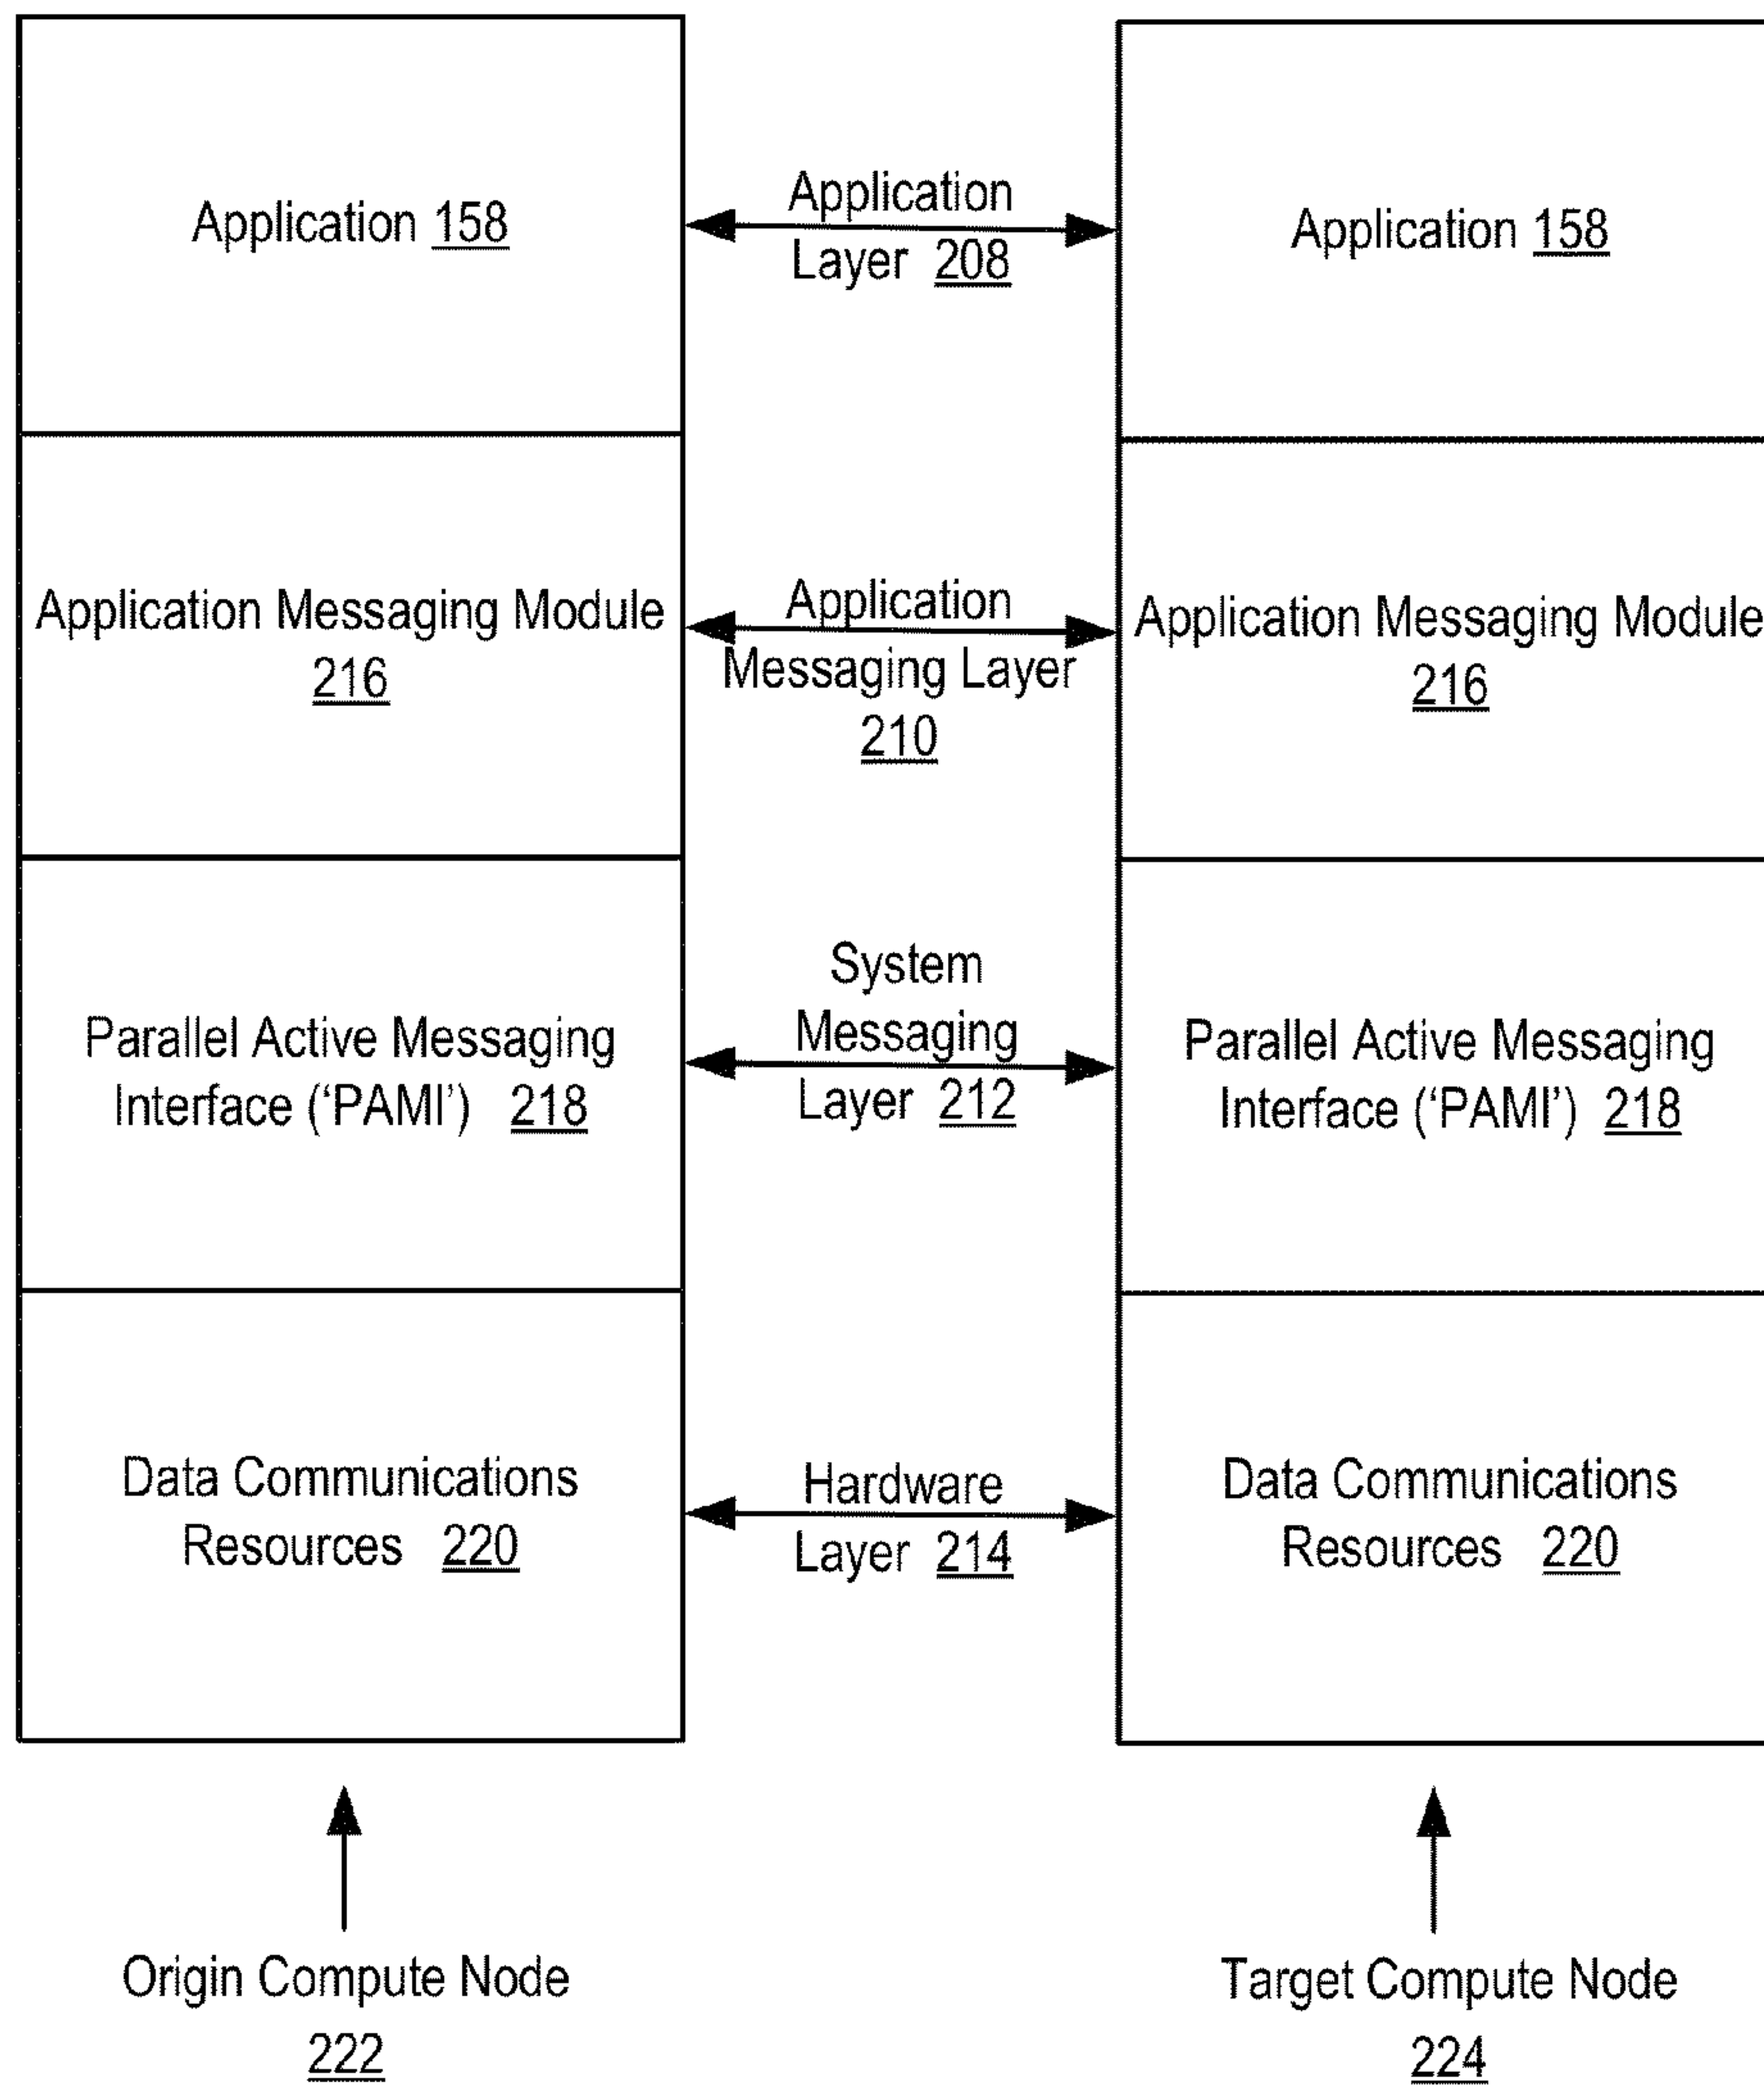 Application 158
Application
Layer 208
Application 158
Application Messaging Module
216
Application
Messaging Layer
210
Application Messaging Module
216
Parallel Active Messaging
Interface (‘PAMI’) 218
System
Messaging
Layer 212
Parallel Active Messaging
Interface (‘PAMI’) 218
Data Communications
Resources 220
Hardware
Layer 214
Data Communications
Resources 220
Origin Compute Node
222
Target Compute Node
224